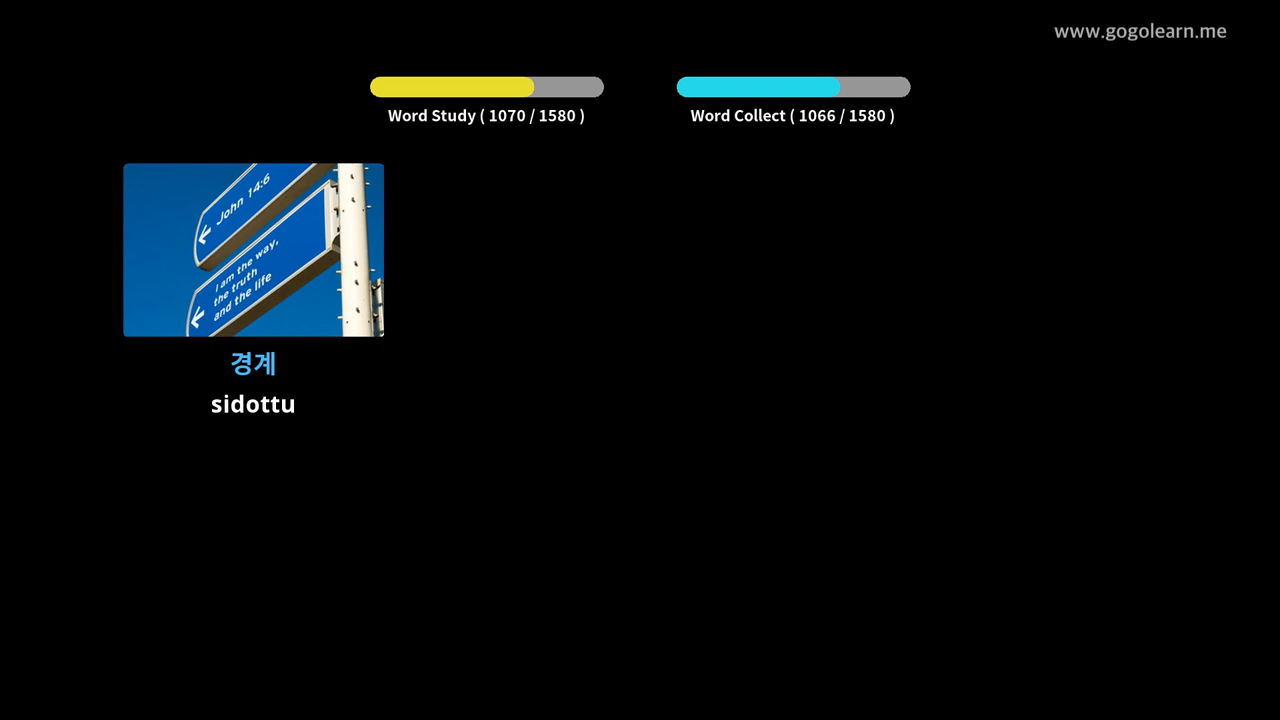 www.gogolearn.me
Word Study ( 1070 / 1580 )
Word Collect ( 1066 / 1580 )
John 14:6
I am the way,
the truth
and the life
경계
sidottu